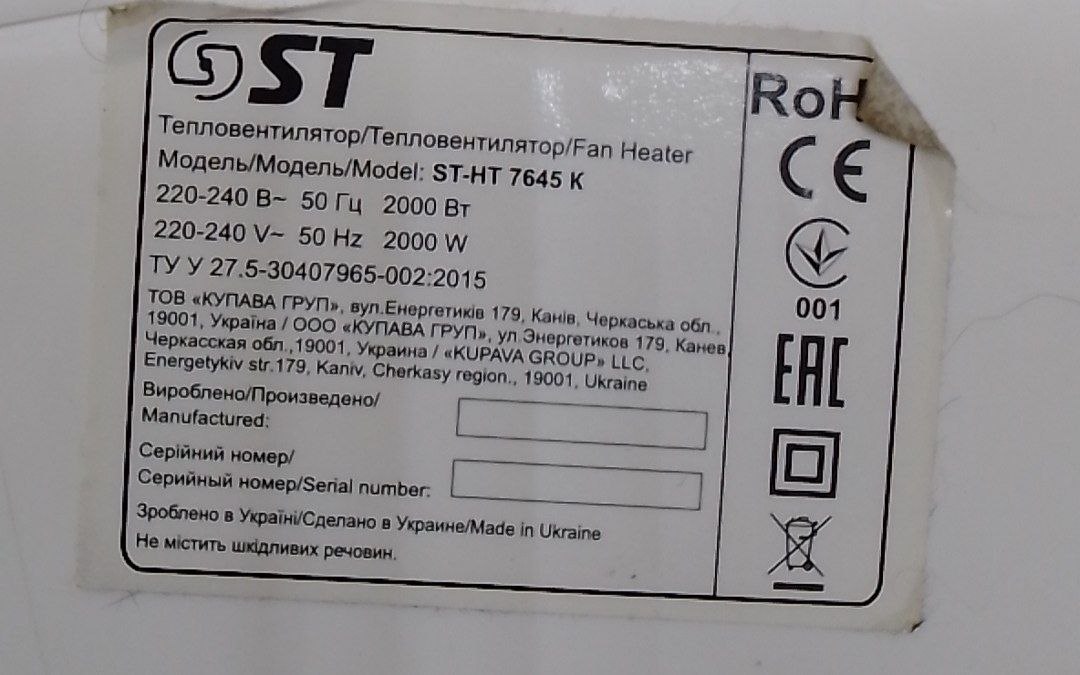 ST
Тепловентилятор/Тепловентилятор/Fan Heater
Модель/Модель/Model: ST-HT 7645 К
220-240 В~ 50 Гц 2000 Вт
220-240 V~ 50 Hz 2000 W
ТУ У 27.5-30407965-002:2015
ТОВ «КУПАВА ГРУП», вул.Енергетиків 179, Канів, Черкаська обл.,
19001, Україна / ООО «КУПАВА ГРУП», ул.Энергетиков 179, Канев,
Черкасская обл.,19001, Украина / «KUPAVA GROUP» LLC,
Energetykiv str.179, Kaniv, Cherkasy region., 19001, Ukraine
Вироблено/Произведено/
Manufactured:
Серійний номер/
Серийный номер/Serial number:
Зроблено в Україні/Сделано в Украине/Made in Ukraine
Не містить шкідливих речовин.
RoH
CE
001
EAC